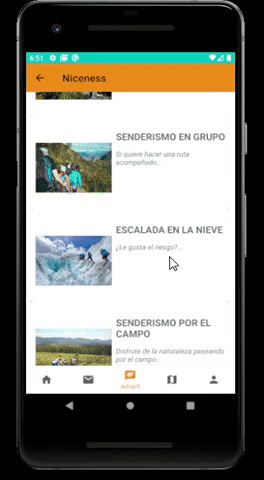 6:51
Niceness
SENDERISMO EN GRUPO
Si quiere hacer una ruta
acompañado...
ESCALADA EN LA NIEVE
¿Le gusta el riesgo?...
SENDERISMO POR EL
CAMPO
Disfrute de la naturaleza paseando
por el campo...
Advert